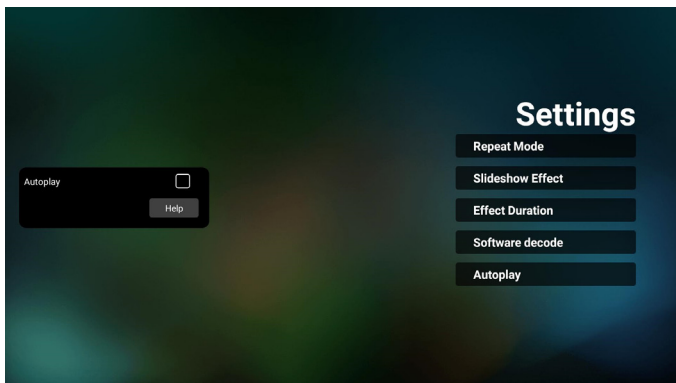 Settings
Repeat Mode
Slideshow Effect
Effect Duration
Software decode
Autoplay
Autoplay
Help